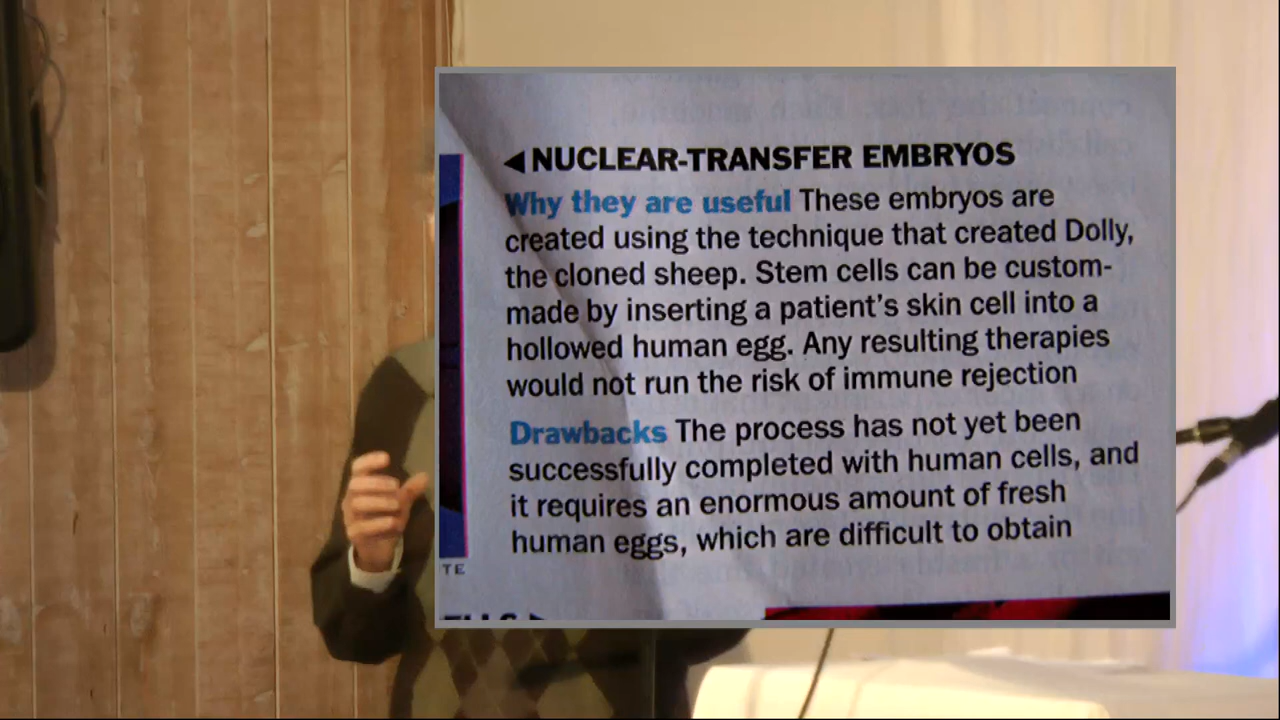 ◀ NUCLEAR-TRANSFER EMBRYOS
Why they are useful These embryos are
created using the technique that created Dolly,
the cloned sheep. Stem cells can be custom-
made by inserting a patient's skin cell into a
hollowed human egg. Any resulting therapies
would not run the risk of immune rejection
Drawbacks The process has not yet been
successfully completed with human cells, and
it requires an enormous amount of fresh
human eggs, which are difficult to obtain
TE